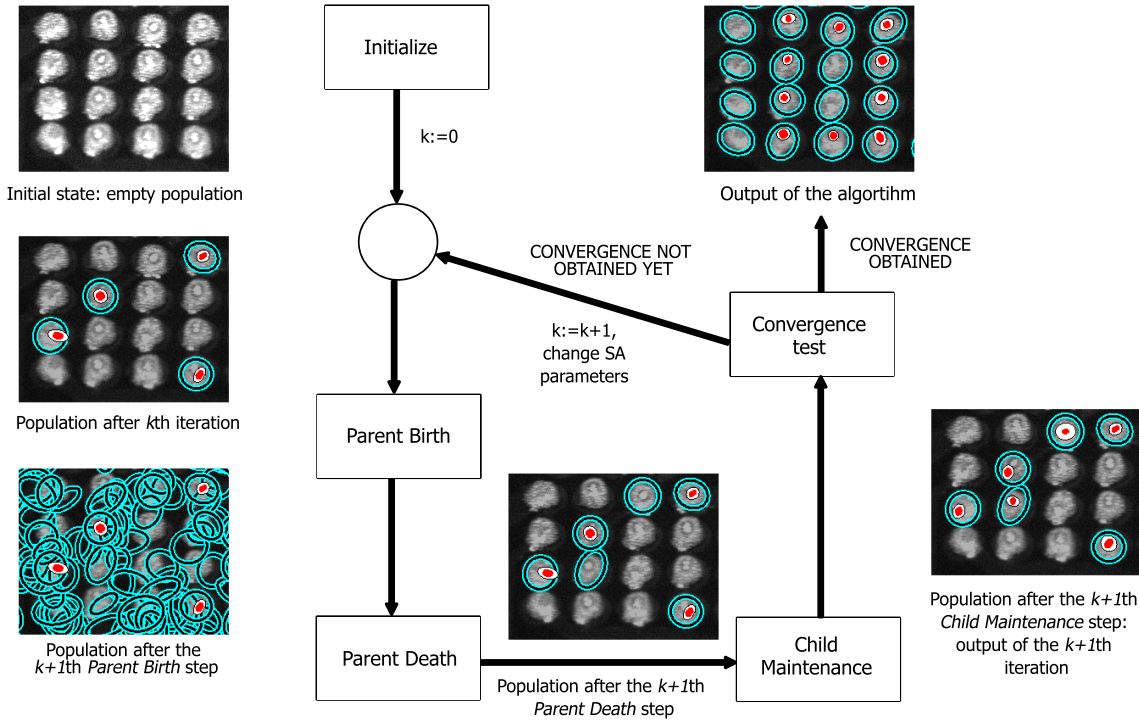 Initial state: empty population
Population after kth iteration
Population after the
k+1th Parent Birth step
Initialize
k:=0
Parent Birth
Parent Death
Population after the k+1th
Parent Death step
CONVERGENCE NOT
OBTAINED YET
k:=k+1,
change SA
parameters
Output of the algortihm
CONVERGENCE
OBTAINED
Convergence
test
Child
Maintenance
Population after the k+1th
Child Maintenance step:
output of the k+1th
iteration